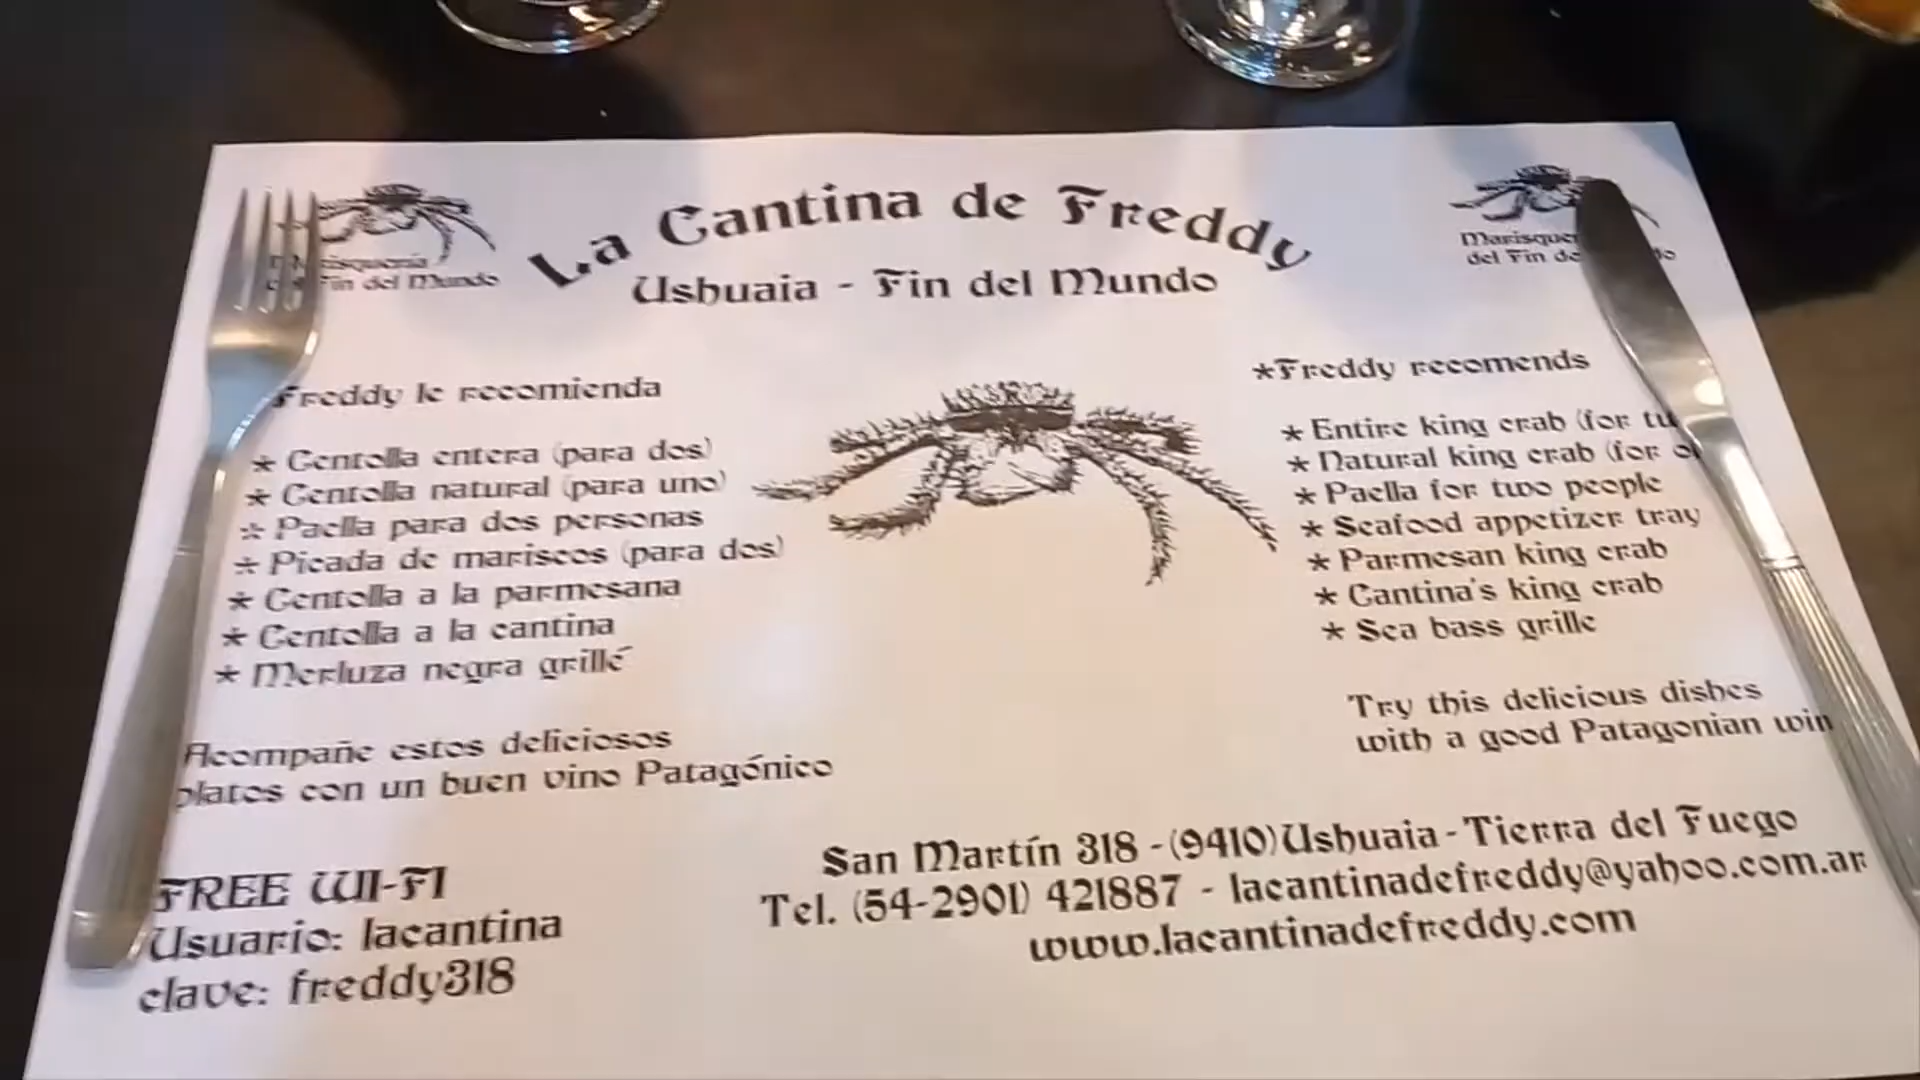 La Cantina de Freddy
Ushuaia - Fin del Mundo
in del Mundo
del Fin
Freddy le recomienda
* Centolla entera (para dos)
* Centolla natural (para uno)
* Paella para dos personas
* Picada de mariscos (para dos)
* Centolla a la parmesana
* Centolla a la cantina
* Merluza negra grillé
Acompañe estos deliciosos
platos con un buen vino Patagónico
*Freddy recomends
* Entire king crab (for
* Natural king crab (for
* Paella for two people
* Seafood appetizer tray
* Parmesan king crab
* Cantina's king crab
* Sea bass grille
Try this delicious dishes
with a good Patagonian
FREE WI-FI
Usuario: lacantina
clave: freddy318
San Martín 318 - (9410) Ushuaia - Tierra del Fuego
Tel. (54-2901) 421887 - lacantinadefreddy@yahoo.com.ar
www.lacantinadefreddy.com